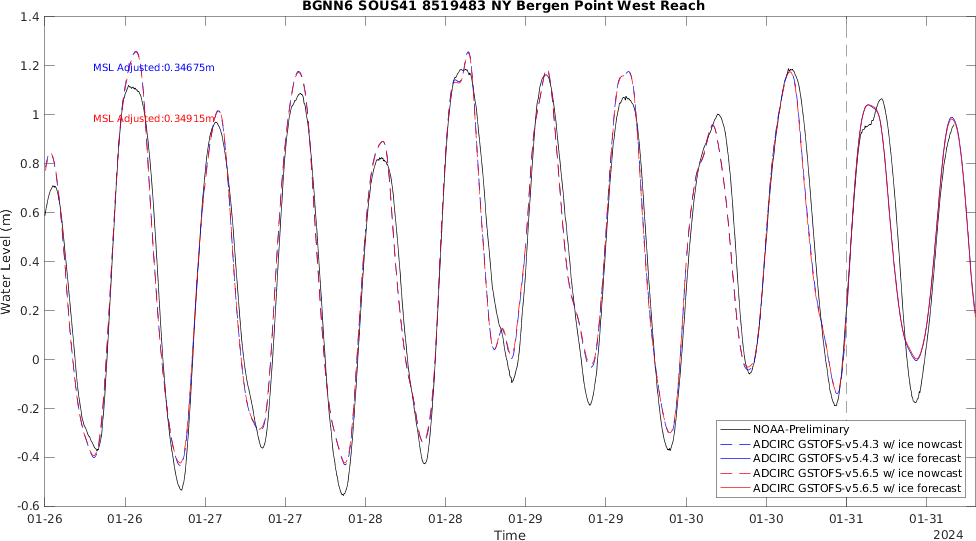 BGNN6 SOUS41 8519483 NY Bergen Point West Reach
1.4
1.2
1
0.8
0.6
0.4
0.2
0
-0.2
-0.4
-0.6
Water Level (m)
MSL Adjusted:0.34675m
MSL Adjusted:0.34915m
NOAA-Preliminary
ADCIRC GSTOFS-v5.4.3 w/ ice nowcast
ADCIRC GSTOFS-v5.4.3 w/ ice forecast
ADCIRC GSTOFS-v5.6.5 w/ ice nowcast
ADCIRC GSTOFS-v5.6.5 w/ ice forecast
01-26 01-26 01-27 01-27 01-28 01-28 01-29 01-29 01-30 01-30 01-31 01-31
2024
Time